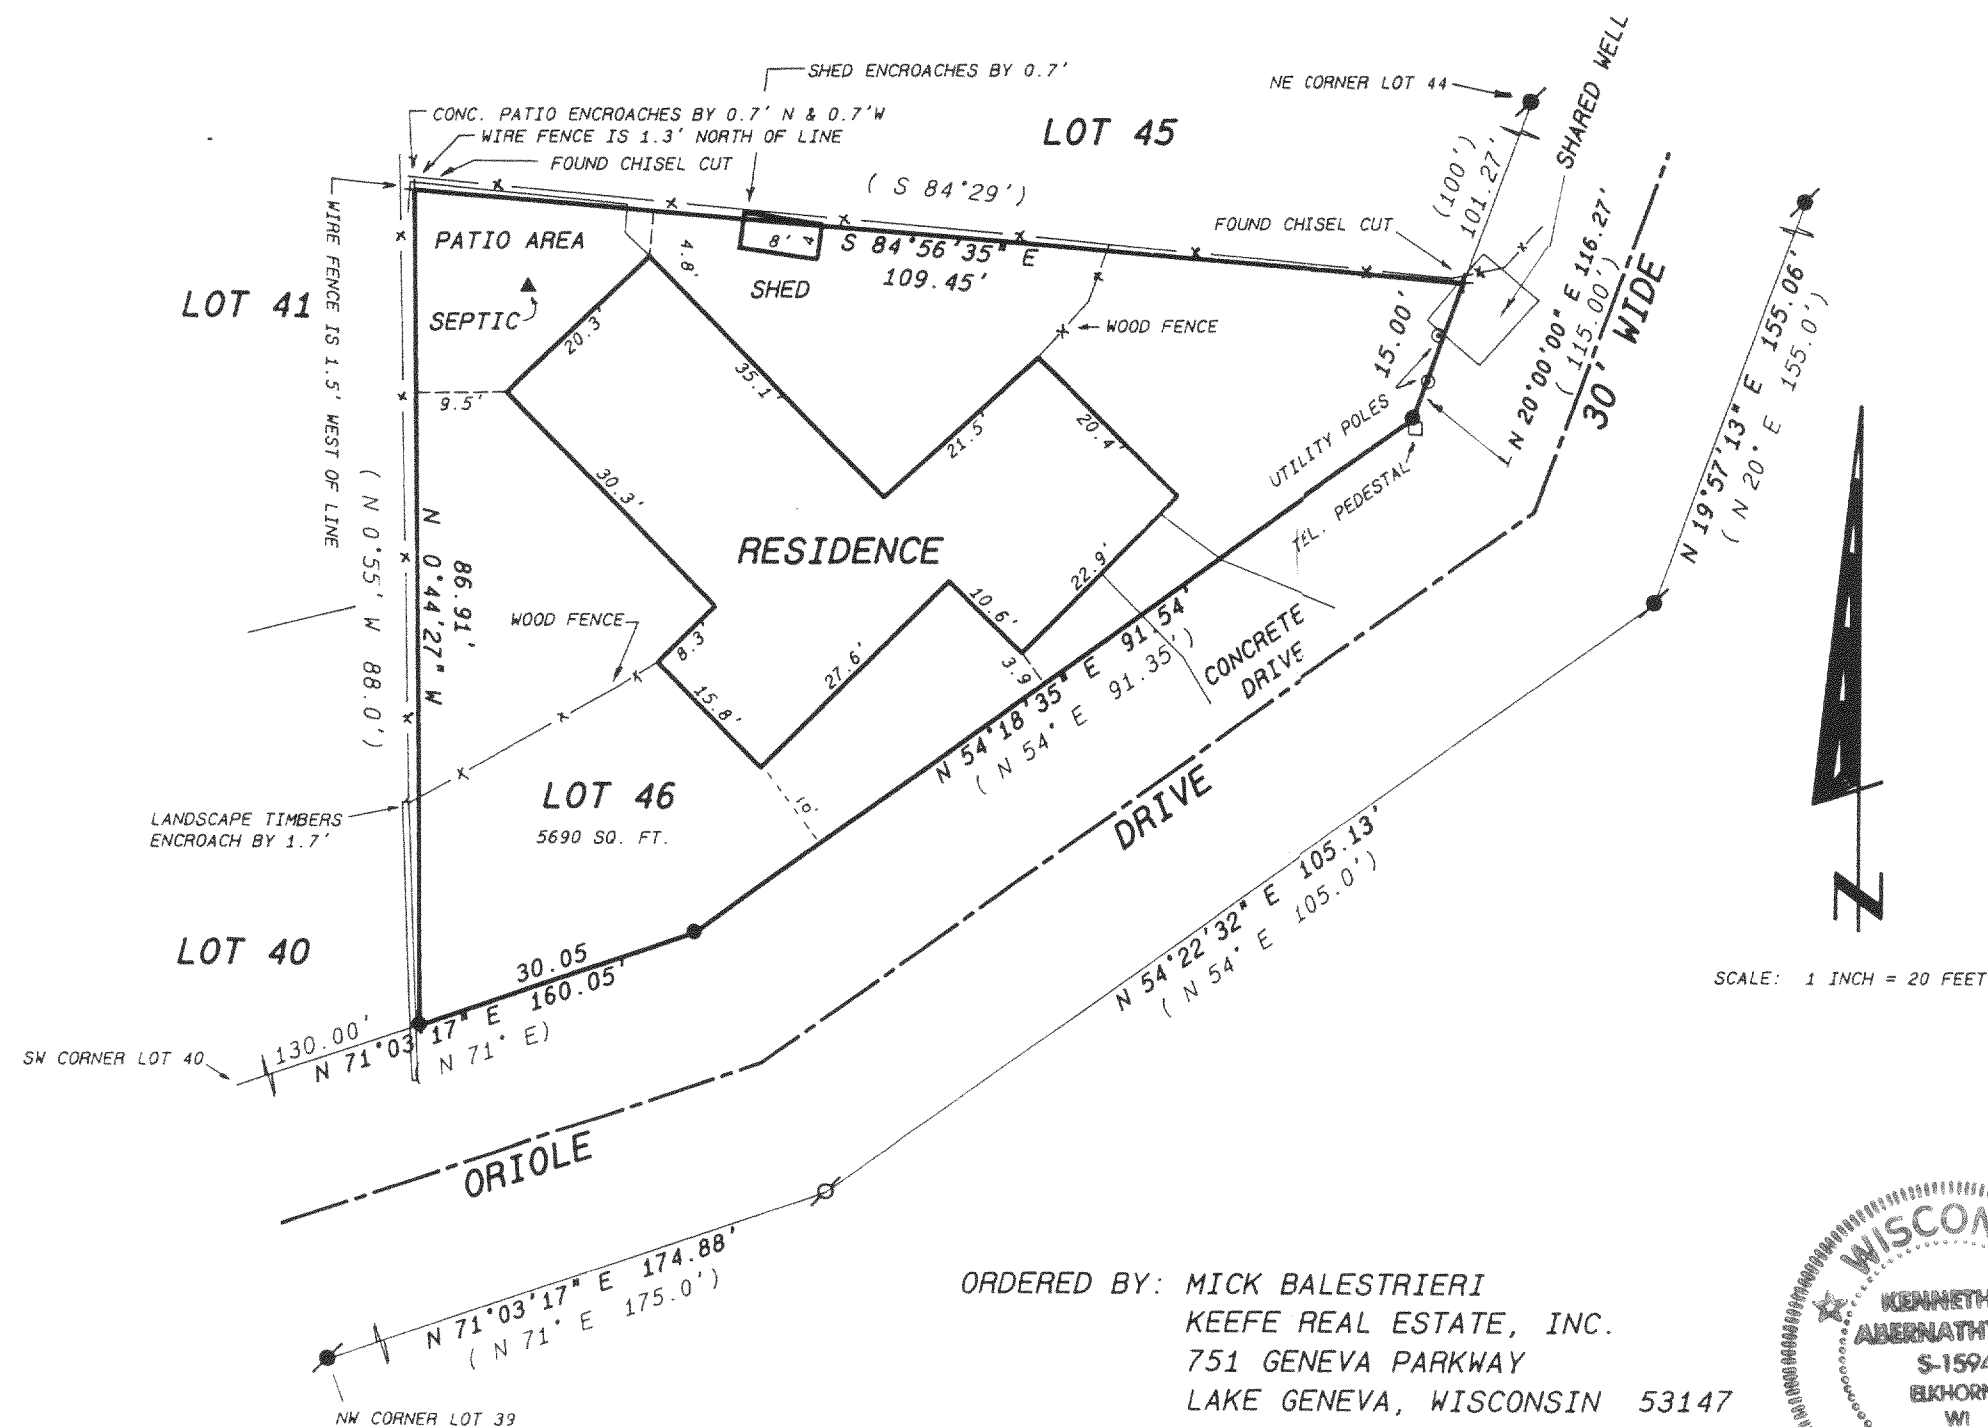 SHED ENCROACHES BY 0.7'
NE CORNER LOT 44
SHARED WELL
CONC. PATIO ENCROACHES BY 0.7' N & 0.7'W
WIRE FENCE IS 1.3' NORTH OF LINE
FOUND CHISEL CUT
LOT 45
(100')
101.27'
( S 84°29')
FOUND CHISEL CUT
PATIO AREA
4.8'
8'
4
S 84°56'35" E
109.45'
SHED
LOT 41
WIRE FENCE IS 1.5' WEST OF LINE
SEPTIC
20.3'
35.1'
WOOD FENCE
15.00'
N 20°00'00" E 116.27'
( 115.00')
30' WIDE
N 19°57'13" E 155.06'
( N 20° E 155.0')
9.5'
21.5'
20.4'
UTILITY POLES
TEL. PEDESTAL
30.3'
RESIDENCE
( N 0°55' W 88.0')
N 0°44'27" W
86.91'
WOOD FENCE
8.3'
10.6'
22.9'
27.6'
3.9
15.8'
N 54°18'35" E 91.54'
( N 54° E 91.35')
CONCRETE
DRIVE
LOT 46
5690 SQ. FT.
10'
LANDSCAPE TIMBERS
ENCROACH BY 1.7'
DRIVE
N 54°22'32" E 105.13'
( N 54° E 105.0')
Z
LOT 40
30.05
160.05'
SCALE: 1 INCH = 20 FEET
130.00'
N 71°03'17" E
N 71° E)
SW CORNER LOT 40
ORIOLE
N 71°03'17" E 174.88'
( N 71° E 175.0')
NW CORNER LOT 39
ORDERED BY: MICK BALESTRIERI
KEEFE REAL ESTATE, INC.
751 GENEVA PARKWAY
LAKE GENEVA, WISCONSIN 53147
WISCON
KENNETH
ABERNATH
S-1594
ELKHORN
WI